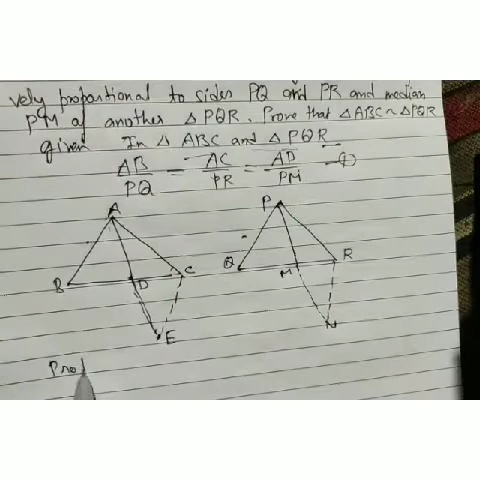 vely proportional to sides PQ and PR and median
PM of another △ PQR. Prove that △ABC ~ △PQR
given In △ ABC and △ PQR
AB/PQ = AC/PR = AD/PM —①
A
P
B
D
C
Q
M
R
E
N
Prof